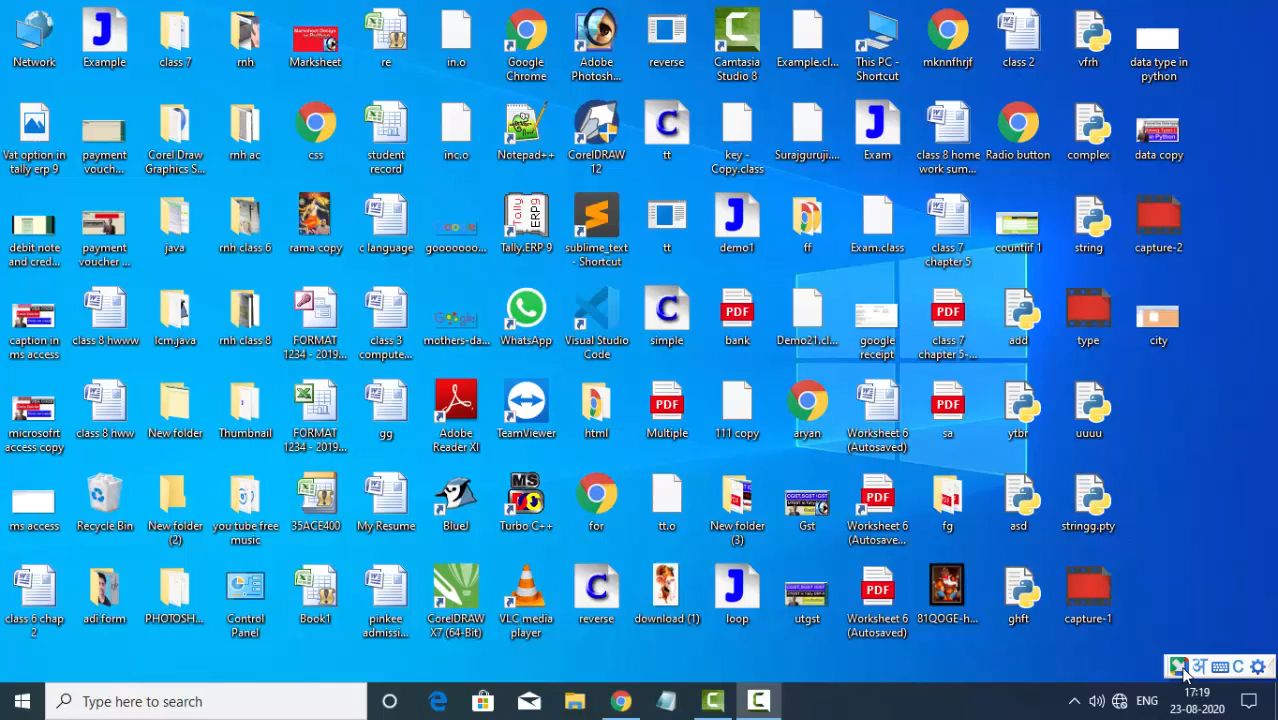 Network
Example
class 7
rnh
Marksheet
re
in.o
Google
Chrome
Adobe
Photosh...
reverse
Camtasia
Studio 8
Example.cl...
This PC -
Shortcut
mknnfhrjf
class 2
vfrh
data type in
python
Vat option in
tally erp 9
payment
vouch...
Corel Draw
Graphics S...
rnh ac
css
student
record
inc.o
Notepad++
CorelDRAW
12
tt
key -
Copy.class
Surajguruji....
Exam
class 8 home
work sum...
Radio button
complex
data copy
debit note
and cred...
payment
voucher ...
java
rnh class 6
rama copy
c language
gooooooo...
Tally.ERP 9
sublime_text
- Shortcut
tt
demo1
ff
Exam.class
class 7
chapter 5
countiif 1
string
capture-2
caption in
ms access
class 8 hwww
lcm.java
rnh class 8
FORMAT
1234 - 2019...
class 3
compute...
mothers-da...
WhatsApp
Visual Studio
Code
simple
bank
Demo21.cl...
google
receipt
class 7
chapter 5-...
add
type
city
microsofrt
access copy
class 8 hww
New folder
Thumbnail
FORMAT
1234 - 2019...
gg
Adobe
Reader XI
TeamViewer
html
Multiple
111 copy
aryan
Worksheet 6
(Autosaved)
sa
ytbr
uuuu
ms access
Recycle Bin
New folder
(2)
you tube free
music
35ACE400
My Resume
BlueJ
Turbo C++
for
tt.o
New folder
(3)
Gst
Worksheet 6
(Autosave...
fg
asd
stringg.pty
class 6 chap
2
adi form
PHOTOSH...
Control
Panel
Book1
pinkee
admissi...
CorelDRAW
X7 (64-Bit)
VLC media
player
reverse
download (1)
loop
utgst
Worksheet 6
(Autosaved)
81QOGE-h...
ghft
capture-1
अ
Type here to search
ENG
17:19
23-08-2020